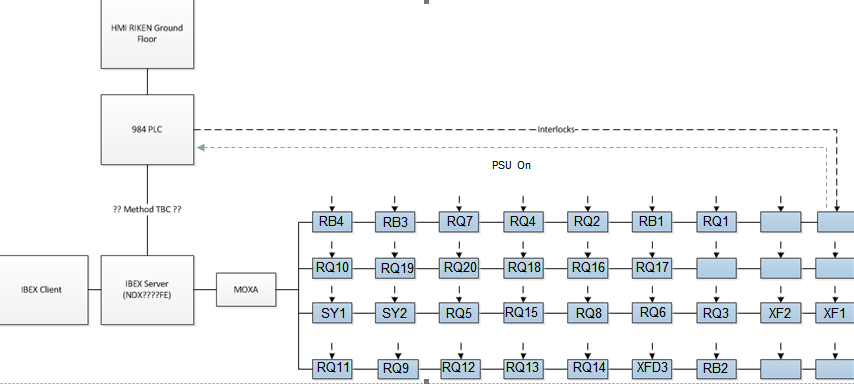 HMI RIKEN Ground
Floor
984 PLC
Interlocks
PSU On
?? Method TBC ??
RB4 RB3 RQ7 RQ4 RQ2 RB1 RQ1
RQ10 RQ19 RQ20 RQ18 RQ16 RQ17
IBEX Client
IBEX Server
(NDX????FE)
MOXA
SY1 SY2 RQ5 RQ15 RQ8 RQ6 RQ3 XF2 XF1
RQ11 RQ9 RQ12 RQ13 RQ14 XFD3 RB2